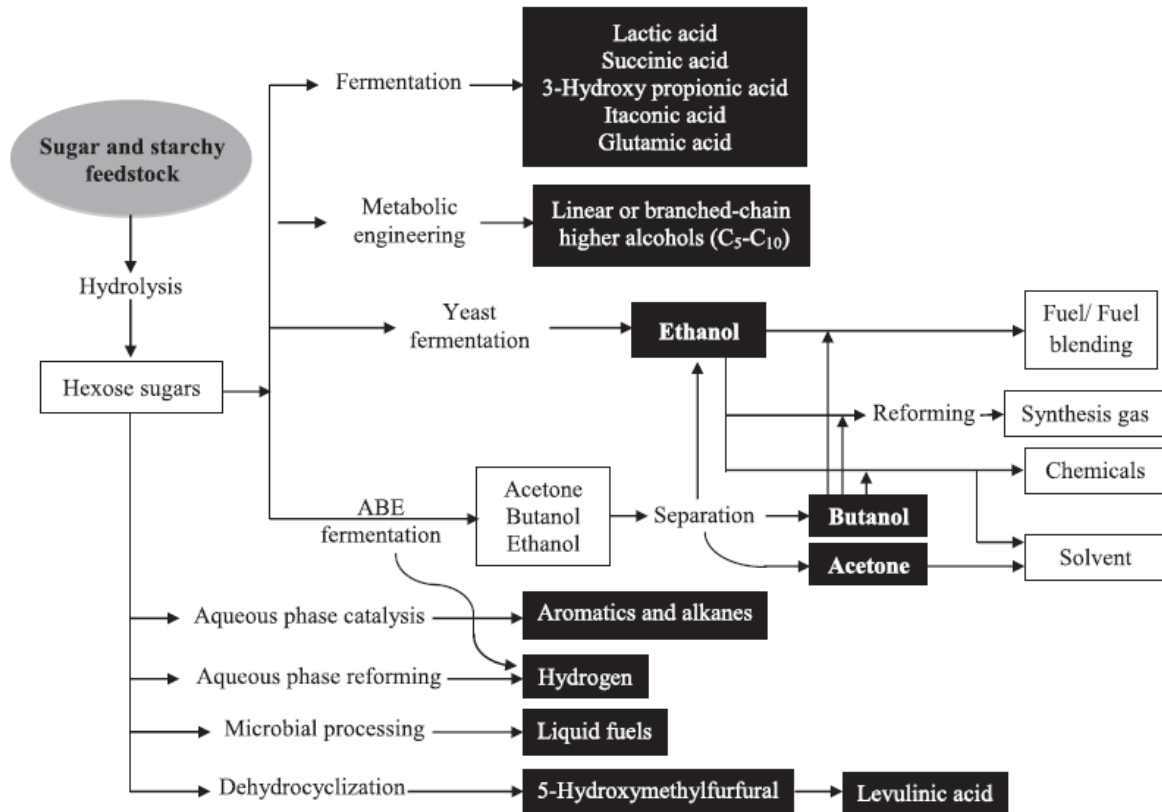 Sugar and starchy
feedstock
Hydrolysis
Hexose sugars
Fermentation
Lactic acid
Succinic acid
3-Hydroxy propionic acid
Itaconic acid
Glutamic acid
Metabolic
engineering
Linear or branched-chain
higher alcohols (C₅-C₁₀)
Yeast
fermentation
Ethanol
Fuel/ Fuel
blending
Reforming
Synthesis gas
Chemicals
ABE
fermentation
Acetone
Butanol
Ethanol
Separation
Butanol
Acetone
Solvent
Aqueous phase catalysis
Aromatics and alkanes
Aqueous phase reforming
Hydrogen
Microbial processing
Liquid fuels
Dehydrocyclization
5-Hydroxymethylfurfural
Levulinic acid